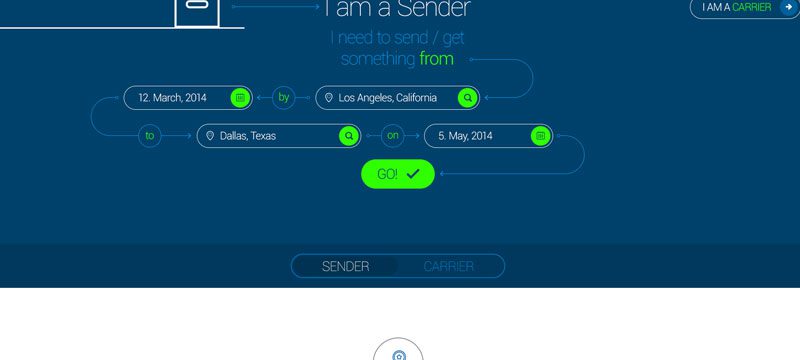 I am a Sender
I AM A CARRIER
I need to send / get
something from
12. March, 2014 by Los Angeles, California
to Dallas, Texas on 5. May, 2014
GO!
SENDER CARRIER